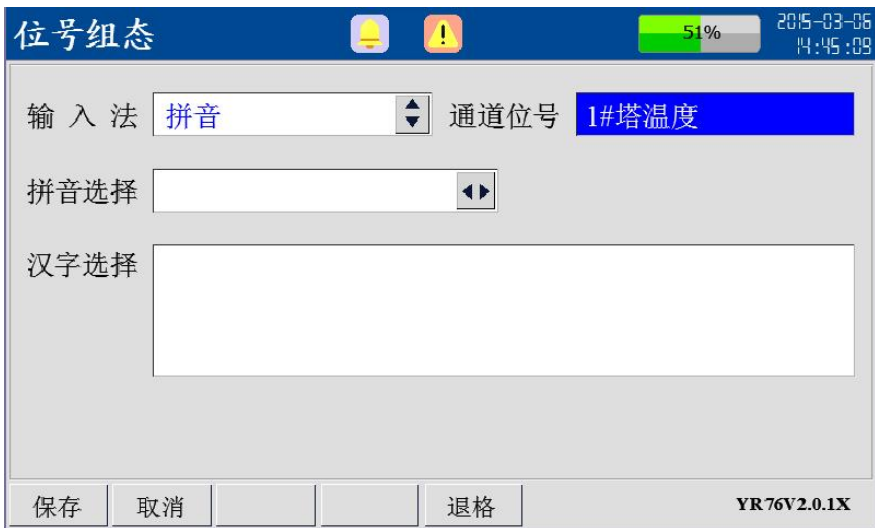 位号组态 51% 2015-03-06
14:45:09
输入法 拼音 通道位号 1#塔温度
拼音选择
汉字选择
保存 取消 退格 YR76V2.0.1X